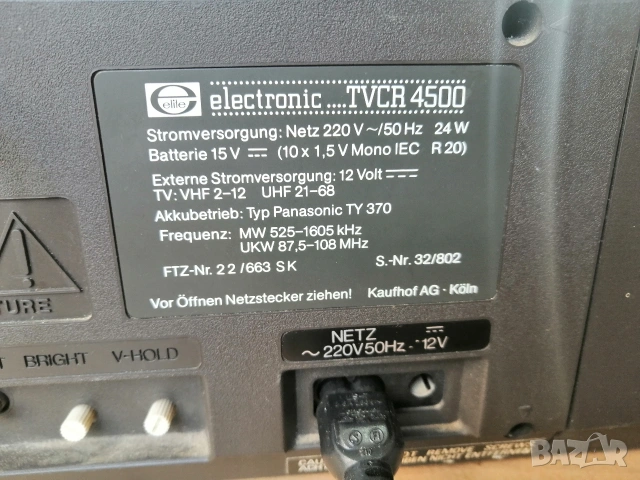 elite electronic ....TVCR 4500
Stromversorgung: Netz 220 V ~/50 Hz 24 W
Batterie 15 V ⎓ (10 x 1,5 V Mono IEC R 20)
Externe Stromversorgung: 12 Volt ⎓
TV: VHF 2-12 UHF 21-68
Akkubetrieb: Typ Panasonic TY 370
Frequenz: MW 525-1605 kHz
UKW 87,5-108 MHz
FTZ-Nr. 22/663 SK S.-Nr. 32/802
Vor Öffnen Netzstecker ziehen! Kaufhof AG · Köln
TURE
BRIGHT V-HOLD
NETZ ⎓
~220V50Hz · 12V
REMOVE
BAZAR
bg